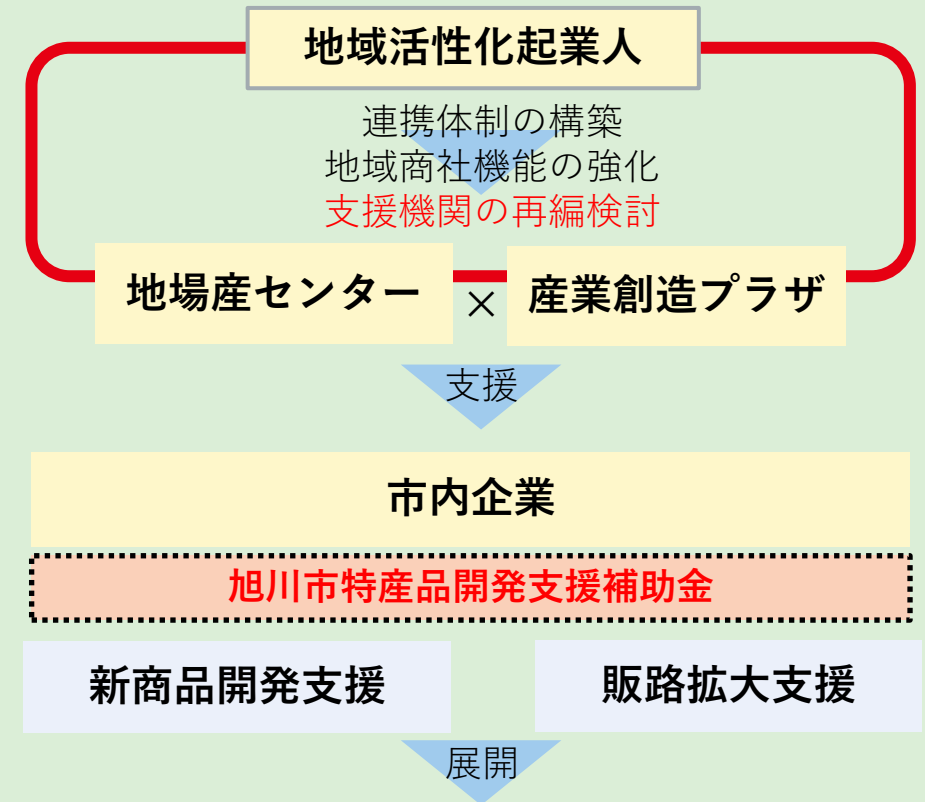 地域活性化起業人
連携体制の構築
地域商社機能の強化
支援機関の再編検討
地場産センター × 産業創造プラザ
支援
市内企業
旭川市特産品開発支援補助金
新商品開発支援 販路拡大支援
展開